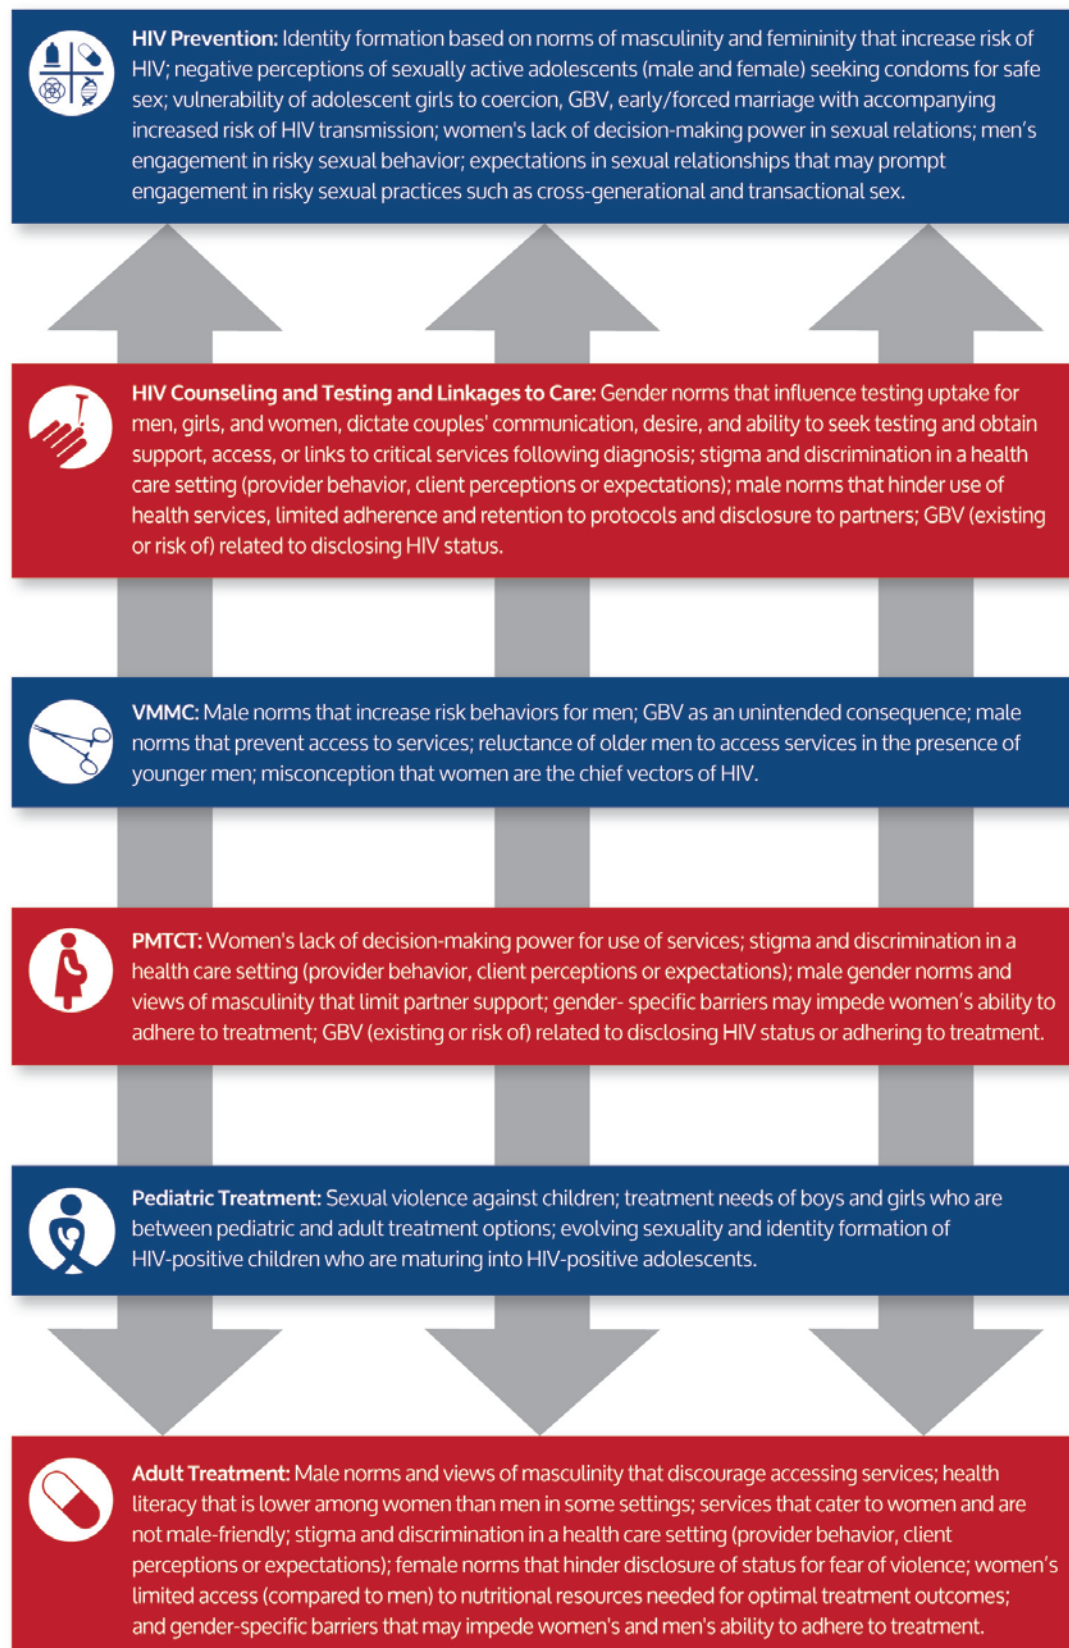 HIV Prevention: Identity formation based on norms of masculinity and femininity that increase risk of
HIV; negative perceptions of sexually active adolescents (male and female) seeking condoms for safe
sex; vulnerability of adolescent girls to coercion, GBV, early/forced marriage with accompanying
increased risk of HIV transmission; women's lack of decision-making power in sexual relations; men's
engagement in risky sexual behavior; expectations in sexual relationships that may prompt
engagement in risky sexual practices such as cross-generational and transactional sex.
HIV Counseling and Testing and Linkages to Care: Gender norms that influence testing uptake for
men, girls, and women, dictate couples' communication, desire, and ability to seek testing and obtain
support, access, or links to critical services following diagnosis; stigma and discrimination in a health
care setting (provider behavior, client perceptions or expectations); male norms that hinder use of
health services, limited adherence and retention to protocols and disclosure to partners; GBV (existing
or risk of) related to disclosing HIV status.
VMMC: Male norms that increase risk behaviors for men; GBV as an unintended consequence; male
norms that prevent access to services; reluctance of older men to access services in the presence of
younger men; misconception that women are the chief vectors of HIV.
PMTCT: Women's lack of decision-making power for use of services; stigma and discrimination in a
health care setting (provider behavior, client perceptions or expectations); male gender norms and
views of masculinity that limit partner support; gender- specific barriers may impede women's ability to
adhere to treatment; GBV (existing or risk of) related to disclosing HIV status or adhering to treatment.
Pediatric Treatment: Sexual violence against children; treatment needs of boys and girls who are
between pediatric and adult treatment options; evolving sexuality and identity formation of
HIV-positive children who are maturing into HIV-positive adolescents.
Adult Treatment: Male norms and views of masculinity that discourage accessing services; health
literacy that is lower among women than men in some settings; services that cater to women and are
not male-friendly; stigma and discrimination in a health care setting (provider behavior, client
perceptions or expectations); female norms that hinder disclosure of status for fear of violence; women's
limited access (compared to men) to nutritional resources needed for optimal treatment outcomes;
and gender-specific barriers that may impede women's and men's ability to adhere to treatment.